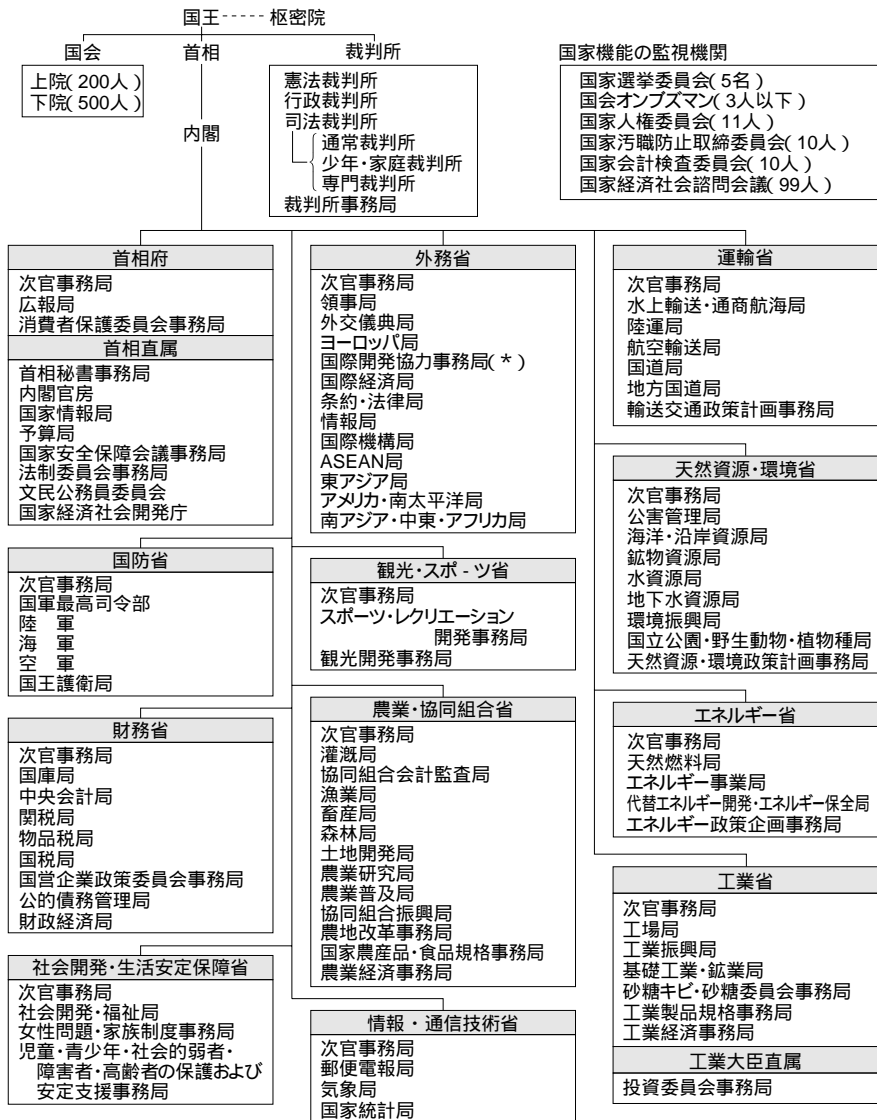 国王-----枢密院
国会
上院(200人)
下院(500人)
首相
内閣
裁判所
憲法裁判所
行政裁判所
司法裁判所
通常裁判所
少年・家庭裁判所
専門裁判所
裁判所事務局
国家機能の監視機関
国家選挙委員会(5名)
国会オンブズマン(3人以下)
国家人権委員会(11人)
国家汚職防止取締委員会(10人)
国家会計検査委員会(10人)
国家経済社会諮問会議(99人)
首相府
次官事務局
広報局
消費者保護委員会事務局
首相直属
首相秘書事務局
内閣官房
国家情報局
予算局
国家安全保障会議事務局
法制委員会事務局
文民公務員委員会
国家経済社会開発庁
国防省
次官事務局
国軍最高司令部
陸 軍
海 軍
空 軍
国王護衛局
財務省
次官事務局
国庫局
中央会計局
関税局
物品税局
国税局
国営企業政策委員会事務局
公的債務管理局
財政経済局
社会開発・生活安定保障省
次官事務局
社会開発・福祉局
女性問題・家族制度事務局
児童・青少年・社会的弱者・
障害者・高齢者の保護および
安定支援事務局
外務省
次官事務局
領事局
外交儀典局
ヨーロッパ局
国際開発協力事務局(*)
国際経済局
条約・法律局
情報局
国際機構局
ASEAN局
東アジア局
アメリカ・南太平洋局
南アジア・中東・アフリカ局
観光・スポ-ツ省
次官事務局
スポーツ・レクリエーション
開発事務局
観光開発事務局
農業・協同組合省
次官事務局
灌漑局
協同組合会計監査局
漁業局
畜産局
森林局
土地開発局
農業研究局
農業普及局
協同組合振興局
農地改革事務局
国家農産品・食品規格事務局
農業経済事務局
情報・通信技術省
次官事務局
郵便電報局
気象局
国家統計局
運輸省
次官事務局
水上輸送・通商航海局
陸運局
航空輸送局
国道局
地方国道局
輸送交通政策計画事務局
天然資源・環境省
次官事務局
公害管理局
海洋・沿岸資源局
鉱物資源局
水資源局
地下水資源局
環境振興局
国立公園・野生動物・植物種局
天然資源・環境政策計画事務局
エネルギー省
次官事務局
天然燃料局
エネルギー事業局
代替エネルギー開発・エネルギー保全局
エネルギー政策企画事務局
工業省
次官事務局
工場局
工業振興局
基礎工業・鉱業局
砂糖キビ・砂糖委員会事務局
工業製品規格事務局
工業経済事務局
工業大臣直属
投資委員会事務局